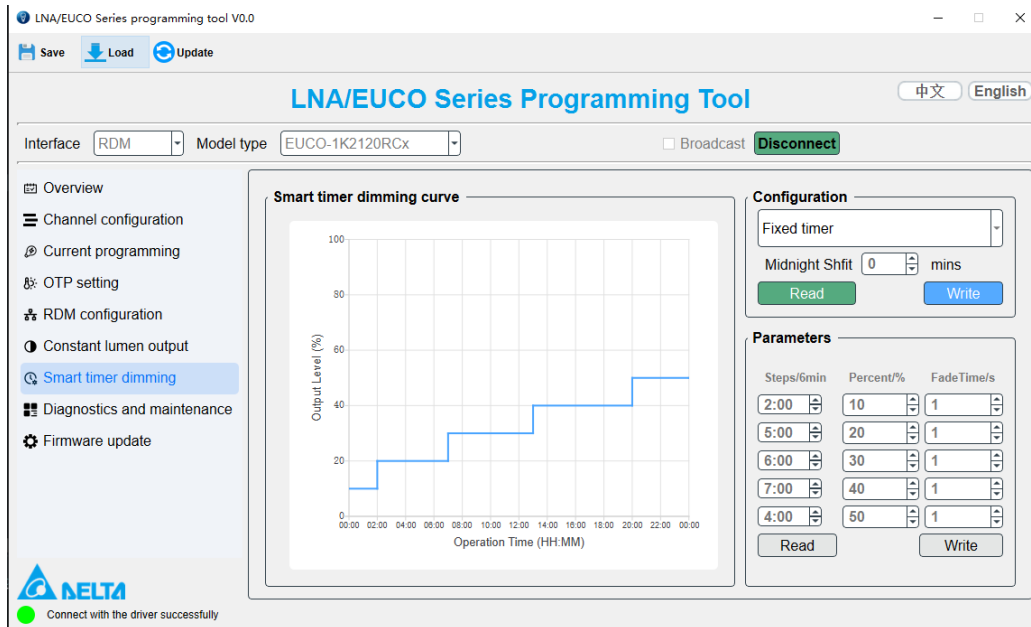 LNA/EUCO Series programming tool V0.0
Save Load Update
LNA/EUCO Series Programming Tool
中文 English
Interface RDM Model type EUCO-1K2120RCx Broadcast Disconnect
Overview
Channel configuration
Current programming
OTP setting
RDM configuration
Constant lumen output
Smart timer dimming
Diagnostics and maintenance
Firmware update
Smart timer dimming curve
100
80
60
40
20
0
Output Level (%)
00:00 02:00 04:00 06:00 08:00 10:00 12:00 14:00 16:00 18:00 20:00 22:00 00:00
Operation Time (HH:MM)
Configuration
Fixed timer
Midnight Shfit 0 mins
Read Write
Parameters
Steps/6min Percent/% FadeTime/s
2:00 10 1
5:00 20 1
6:00 30 1
7:00 40 1
4:00 50 1
Read Write
DELTA
Connect with the driver successfully